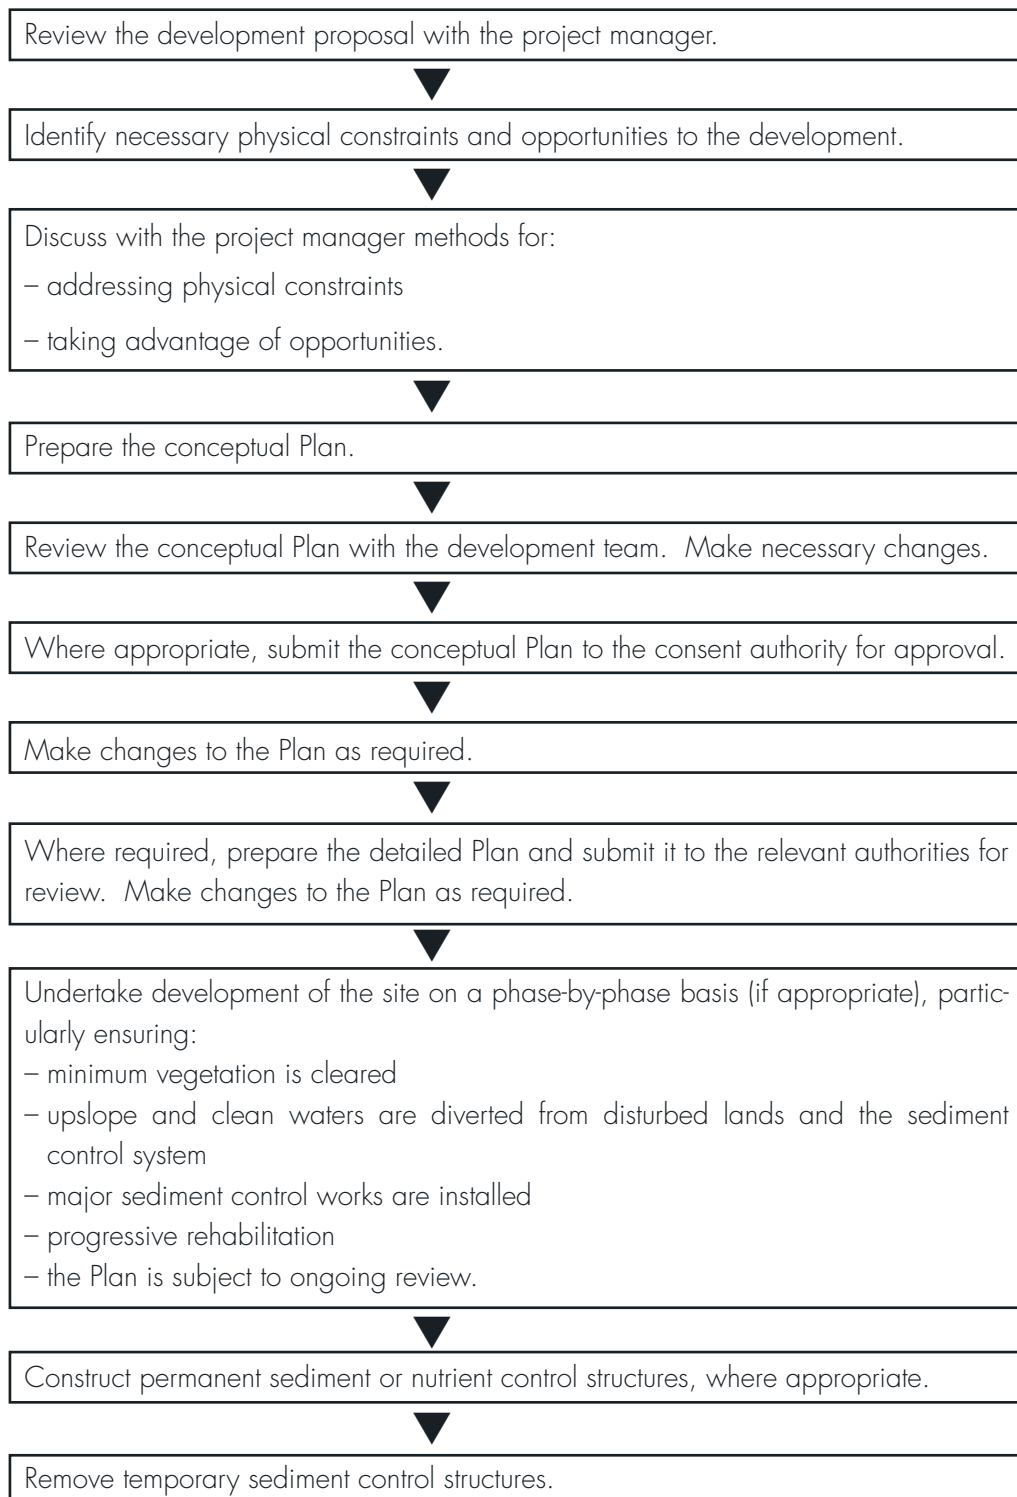 Review the development proposal with the project manager.
Identify necessary physical constraints and opportunities to the development.
Discuss with the project manager methods for:
– addressing physical constraints
– taking advantage of opportunities.
Prepare the conceptual Plan.
Review the conceptual Plan with the development team.  Make necessary changes.
Where appropriate, submit the conceptual Plan to the consent authority for approval.
Make changes to the Plan as required.
Where required, prepare the detailed Plan and submit it to the relevant authorities for
review.  Make changes to the Plan as required.
Undertake development of the site on a phase-by-phase basis (if appropriate), partic-
ularly ensuring:
– minimum vegetation is cleared
– upslope and clean waters are diverted from disturbed lands and the sediment
control system
– major sediment control works are installed
– progressive rehabilitation
– the Plan is subject to ongoing review.
Construct permanent sediment or nutrient control structures, where appropriate.
Remove temporary sediment control structures.